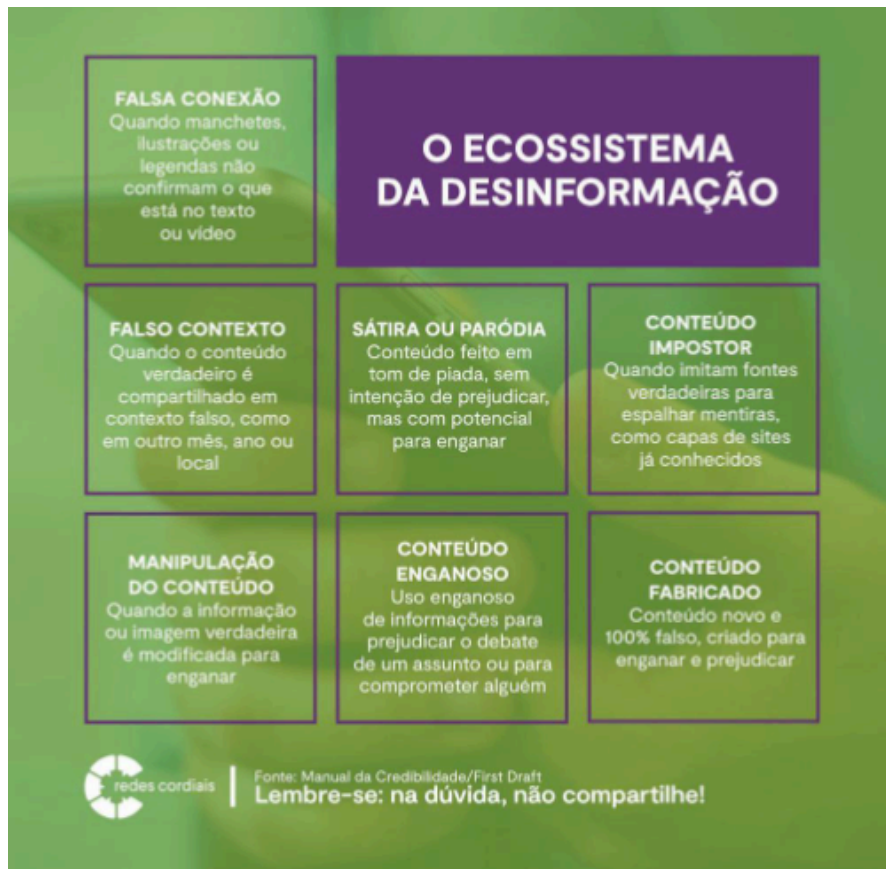 FALSA CONEXÃO
Quando manchetes,
ilustrações ou
legendas não
confirmam o que
está no texto
ou vídeo
O ECOSSISTEMA
DA DESINFORMAÇÃO
FALSO CONTEXTO
Quando o conteúdo
verdadeiro é
compartilhado em
contexto falso, como
em outro mês, ano ou
local
SÁTIRA OU PARÓDIA
Conteúdo feito em
tom de piada, sem
intenção de prejudicar,
mas com potencial
para enganar
CONTEÚDO
IMPOSTOR
Quando imitam fontes
verdadeiras para
espalhar mentiras,
como capas de sites
já conhecidos
MANIPULAÇÃO
DO CONTEÚDO
Quando a informação
ou imagem verdadeira
é modificada para
enganar
CONTEÚDO
ENGANOSO
Uso enganoso
de informações para
prejudicar o debate
de um assunto ou para
comprometer alguém
CONTEÚDO
FABRICADO
Conteúdo novo e
100% falso, criado para
enganar e prejudicar
redes cordiais
Fonte: Manual da Credibilidade/First Draft
Lembre-se: na dúvida, não compartilhe!